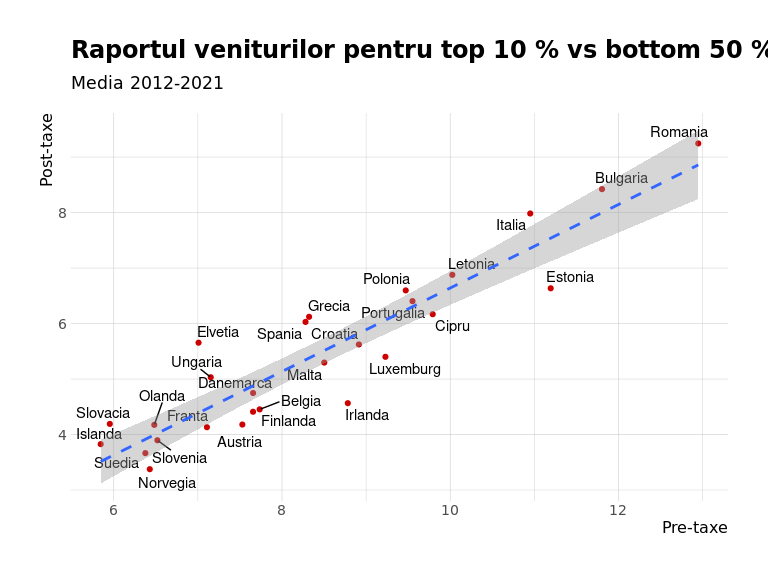 Raportul veniturilor pentru top 10 % vs bottom 50 %
Media 2012-2021
Post-taxe
Romania
Bulgaria
8
Italia
Letonia
Polonia
Estonia
Grecia
Portugalia
6
Elvetia
Spania
Croatia
Cipru
Ungaria
Luxemburg
Danemarca
Malta
Olanda
Belgia
Slovacia
Franta
Irlanda
Finlanda
4
Islanda
Austria
Suedia
Slovenia
Norvegia
6
8
10
12
Pre-taxe